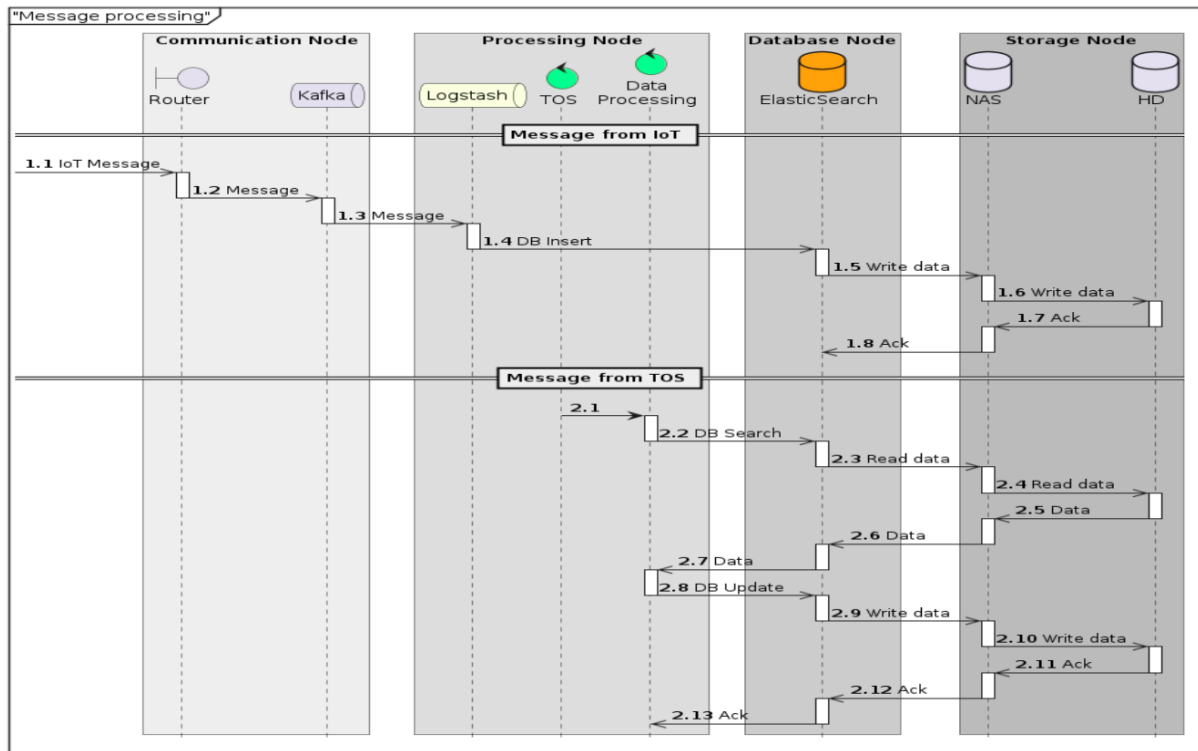 "Message processing"
Communication Node
Processing Node
Database Node
Storage Node
Router
Kafka
Logstash
TOS
Data
Processing
ElasticSearch
NAS
HD
Message from IoT
1.1 IoT Message
1.2 Message
1.3 Message
1.4 DB Insert
1.5 Write data
1.6 Write data
1.7 Ack
1.8 Ack
Message from TOS
2.1
2.2 DB Search
2.3 Read data
2.4 Read data
2.5 Data
2.6 Data
2.7 Data
2.8 DB Update
2.9 Write data
2.10 Write data
2.11 Ack
2.12 Ack
2.13 Ack